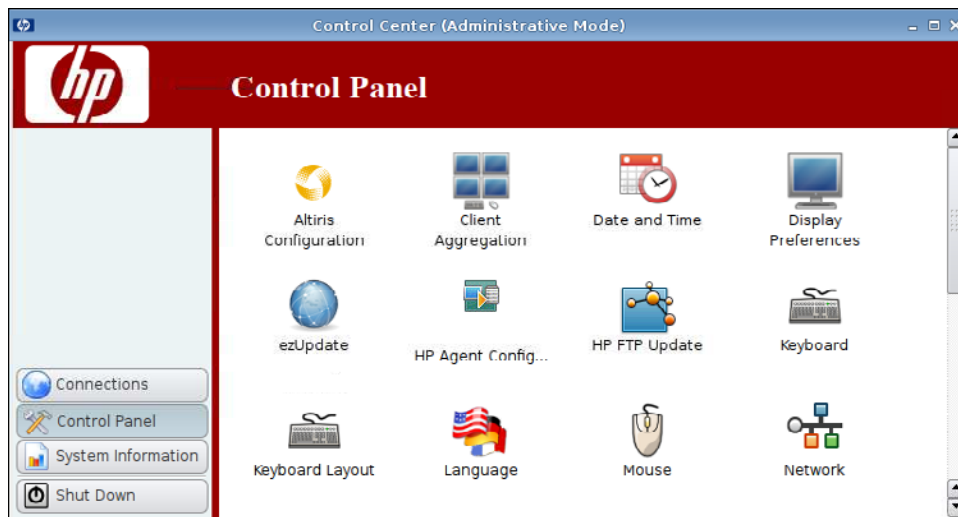 Control Center (Administrative Mode)
hp
Control Panel
Altiris
Configuration
Client
Aggregation
Date and Time
Display
Preferences
ezUpdate
HP Agent Config...
HP FTP Update
Keyboard
Keyboard Layout
Language
Mouse
Network
Connections
Control Panel
System Information
Shut Down